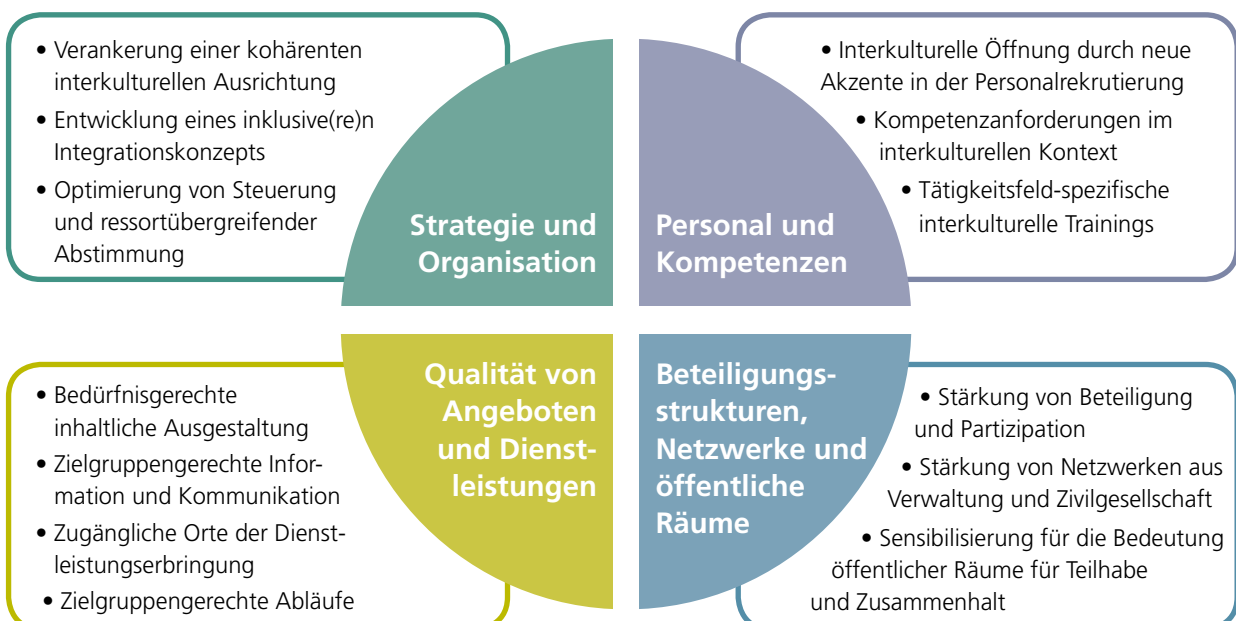 • Verankerung einer kohärenten
interkulturellen Ausrichtung
• Entwicklung eines inklusive(re)n
Integrationskonzepts
• Optimierung von Steuerung
und ressortübergreifender
Abstimmung
Strategie und
Organisation
Personal und
Kompetenzen
• Interkulturelle Öffnung durch neue
Akzente in der Personalrekrutierung
• Kompetenzanforderungen im
interkulturellen Kontext
• Tätigkeitsfeld-spezifische
interkulturelle Trainings
• Bedürfnisgerechte
inhaltliche Ausgestaltung
• Zielgruppengerechte Infor-
mation und Kommunikation
• Zugängliche Orte der Dienst-
leistungserbringung
• Zielgruppengerechte Abläufe
Qualität von
Angeboten
und Dienst-
leistungen
Beteiligungs-
strukturen,
Netzwerke und
öffentliche
Räume
• Stärkung von Beteiligung
und Partizipation
• Stärkung von Netzwerken aus
Verwaltung und Zivilgesellschaft
• Sensibilisierung für die Bedeutung
öffentlicher Räume für Teilhabe
und Zusammenhalt